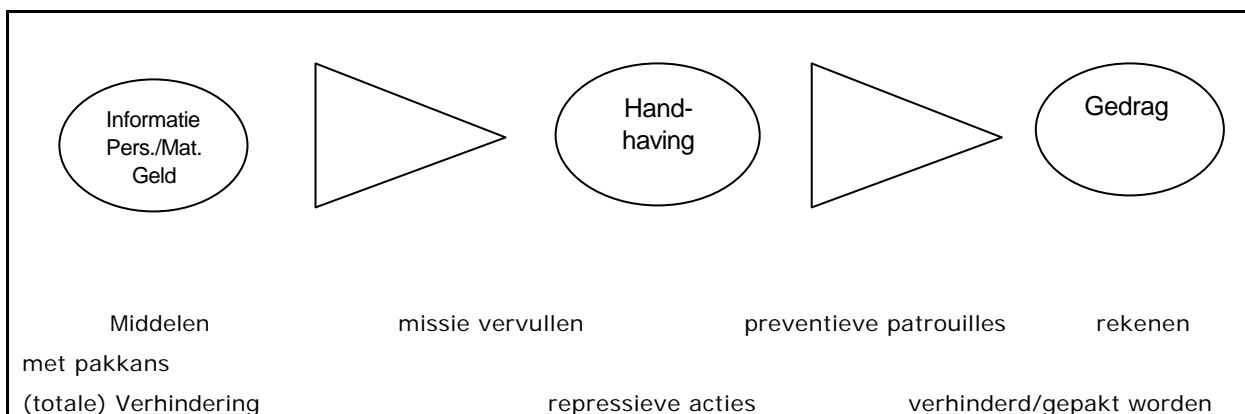 Informatie
Pers./Mat.
Geld
Hand-
having
Gedrag
Middelen missie vervullen preventieve patrouilles rekenen
met pakkans
(totale) Verhindering repressieve acties verhinderd/gepakt worden